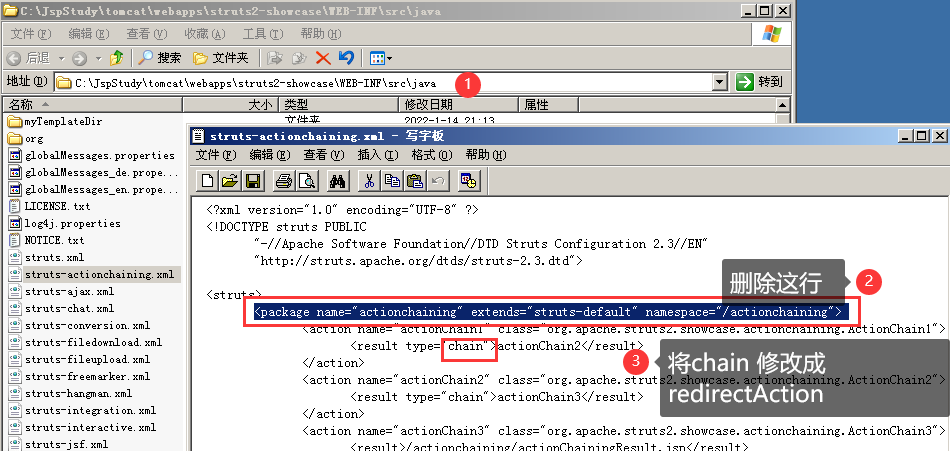 C:\JspStudy\tomcat\webapps\struts2-showcase\WEB-INF\src\java
文件(F) 编辑(E) 查看(V) 收藏(A) 工具(T) 帮助(H)
后退 搜索 文件夹
地址(D) C:\JspStudy\tomcat\webapps\struts2-showcase\WEB-INF\src\java 转到
1
名称 大小 类型 修改日期 属性
文件夹 2022-1-14 21:13
myTemplateDir
org
globalMessages.properties
globalMessages_de.prope...
globalMessages_en.prope...
LICENSE.txt
log4j.properties
NOTICE.txt
struts.xml
struts-actionchaining.xml
struts-ajax.xml
struts-chat.xml
struts-conversion.xml
struts-filedownload.xml
struts-fileupload.xml
struts-freemarker.xml
struts-hangman.xml
struts-integration.xml
struts-interactive.xml
struts-jsf.xml
struts-actionchaining.xml - 写字板
文件(F) 编辑(E) 查看(V) 插入(I) 格式(O) 帮助(H)
<?xml version="1.0" encoding="UTF-8" ?>
<!DOCTYPE struts PUBLIC
"-//Apache Software Foundation//DTD Struts Configuration 2.3//EN"
"http://struts.apache.org/dtds/struts-2.3.dtd">
<struts>
删除这行
2
<package name="actionchaining" extends="struts-default" namespace="/actionchaining">
<action name="actionChain1" class="org.apache.struts2.showcase.actionchaining.ActionChain1">
<result type="chain">actionChain2</result>
</action>
3
将chain 修改成
redirectAction
<action name="actionChain2" class="org.apache.struts2.showcase.actionchaining.ActionChain2">
<result type="chain">actionChain3</result>
</action>
<action name="actionChain3" class="org.apache.struts2.showcase.actionchaining.ActionChain3">
<result>/actionchaining/actionChainingResult.jsp</result>